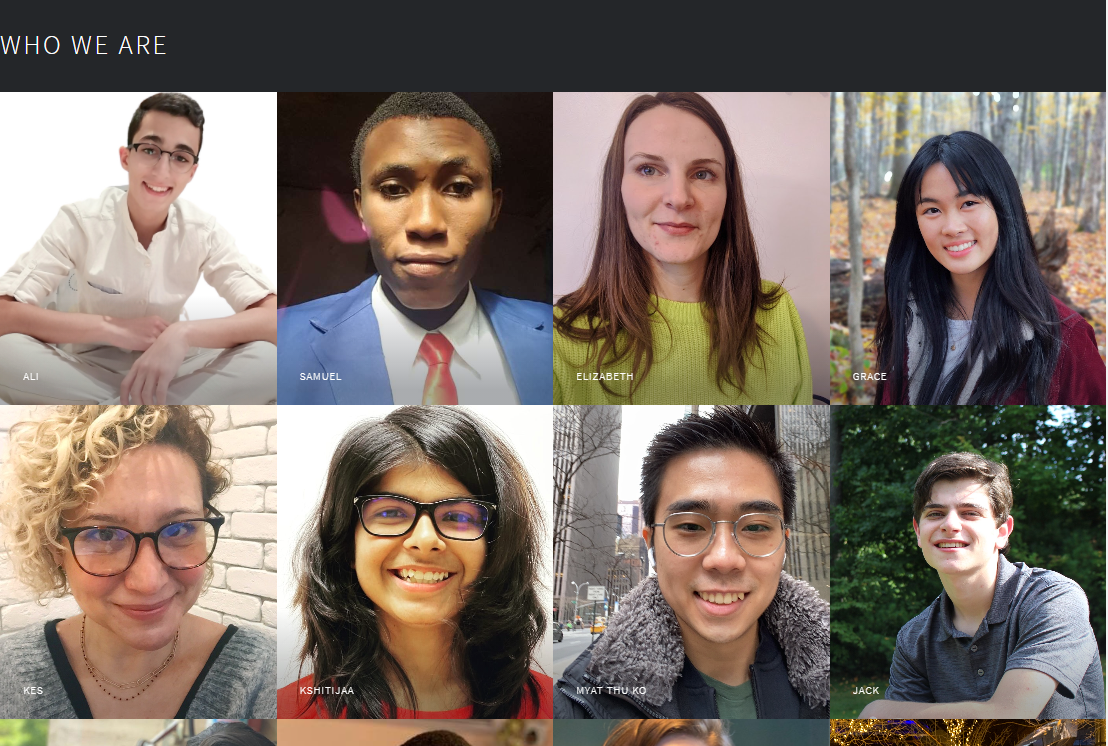 WHO WE ARE
ALI
SAMUEL
ELIZABETH
GRACE
KES
KSHITIJAA
MYAT THU KO
JACK